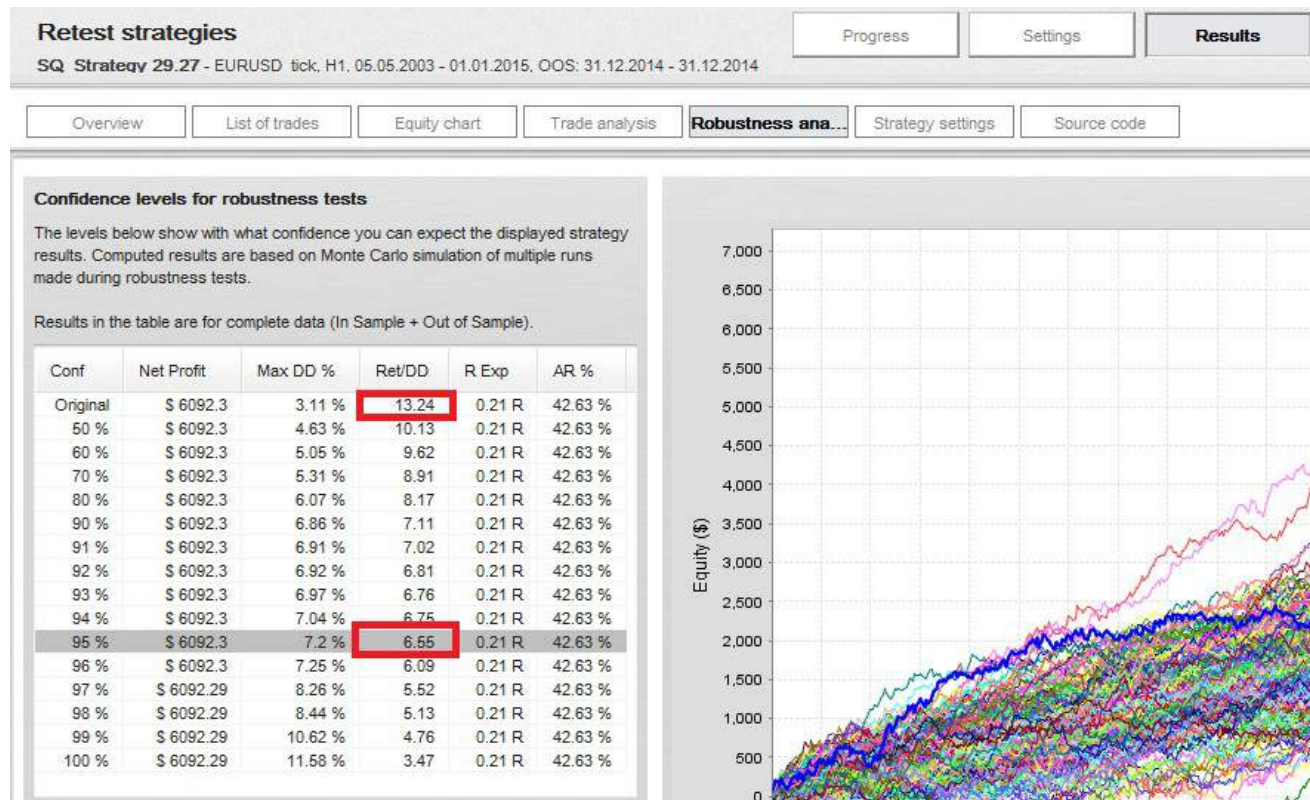 Retest strategies
Progress
Settings
Results
SQ Strategy 29.27 - EURUSD tick, H1, 05.05.2003 - 01.01.2015, OOS: 31.12.2014 - 31.12.2014
Overview
List of trades
Equity chart
Trade analysis
Robustness ana...
Strategy settings
Source code
Confidence levels for robustness tests
The levels below show with what confidence you can expect the displayed strategy
results. Computed results are based on Monte Carlo simulation of multiple runs
made during robustness tests.
Results in the table are for complete data (In Sample + Out of Sample).
Conf Net Profit Max DD % Ret/DD R Exp AR %
Original $ 6092.3 3.11 % 13.24 0.21 R 42.63 %
50 % $ 6092.3 4.63 % 10.13 0.21 R 42.63 %
60 % $ 6092.3 5.05 % 9.62 0.21 R 42.63 %
70 % $ 6092.3 5.31 % 8.91 0.21 R 42.63 %
80 % $ 6092.3 6.07 % 8.17 0.21 R 42.63 %
90 % $ 6092.3 6.86 % 7.11 0.21 R 42.63 %
91 % $ 6092.3 6.91 % 7.02 0.21 R 42.63 %
92 % $ 6092.3 6.92 % 6.81 0.21 R 42.63 %
93 % $ 6092.3 6.97 % 6.76 0.21 R 42.63 %
94 % $ 6092.3 7.04 % 6.75 0.21 R 42.63 %
95 % $ 6092.3 7.2 % 6.55 0.21 R 42.63 %
96 % $ 6092.3 7.25 % 6.09 0.21 R 42.63 %
97 % $ 6092.29 8.26 % 5.52 0.21 R 42.63 %
98 % $ 6092.29 8.44 % 5.13 0.21 R 42.63 %
99 % $ 6092.29 10.62 % 4.76 0.21 R 42.63 %
100 % $ 6092.29 11.58 % 3.47 0.21 R 42.63 %
Equity ($)
7,000
6,500
6,000
5,500
5,000
4,500
4,000
3,500
3,000
2,500
2,000
1,500
1,000
500
0